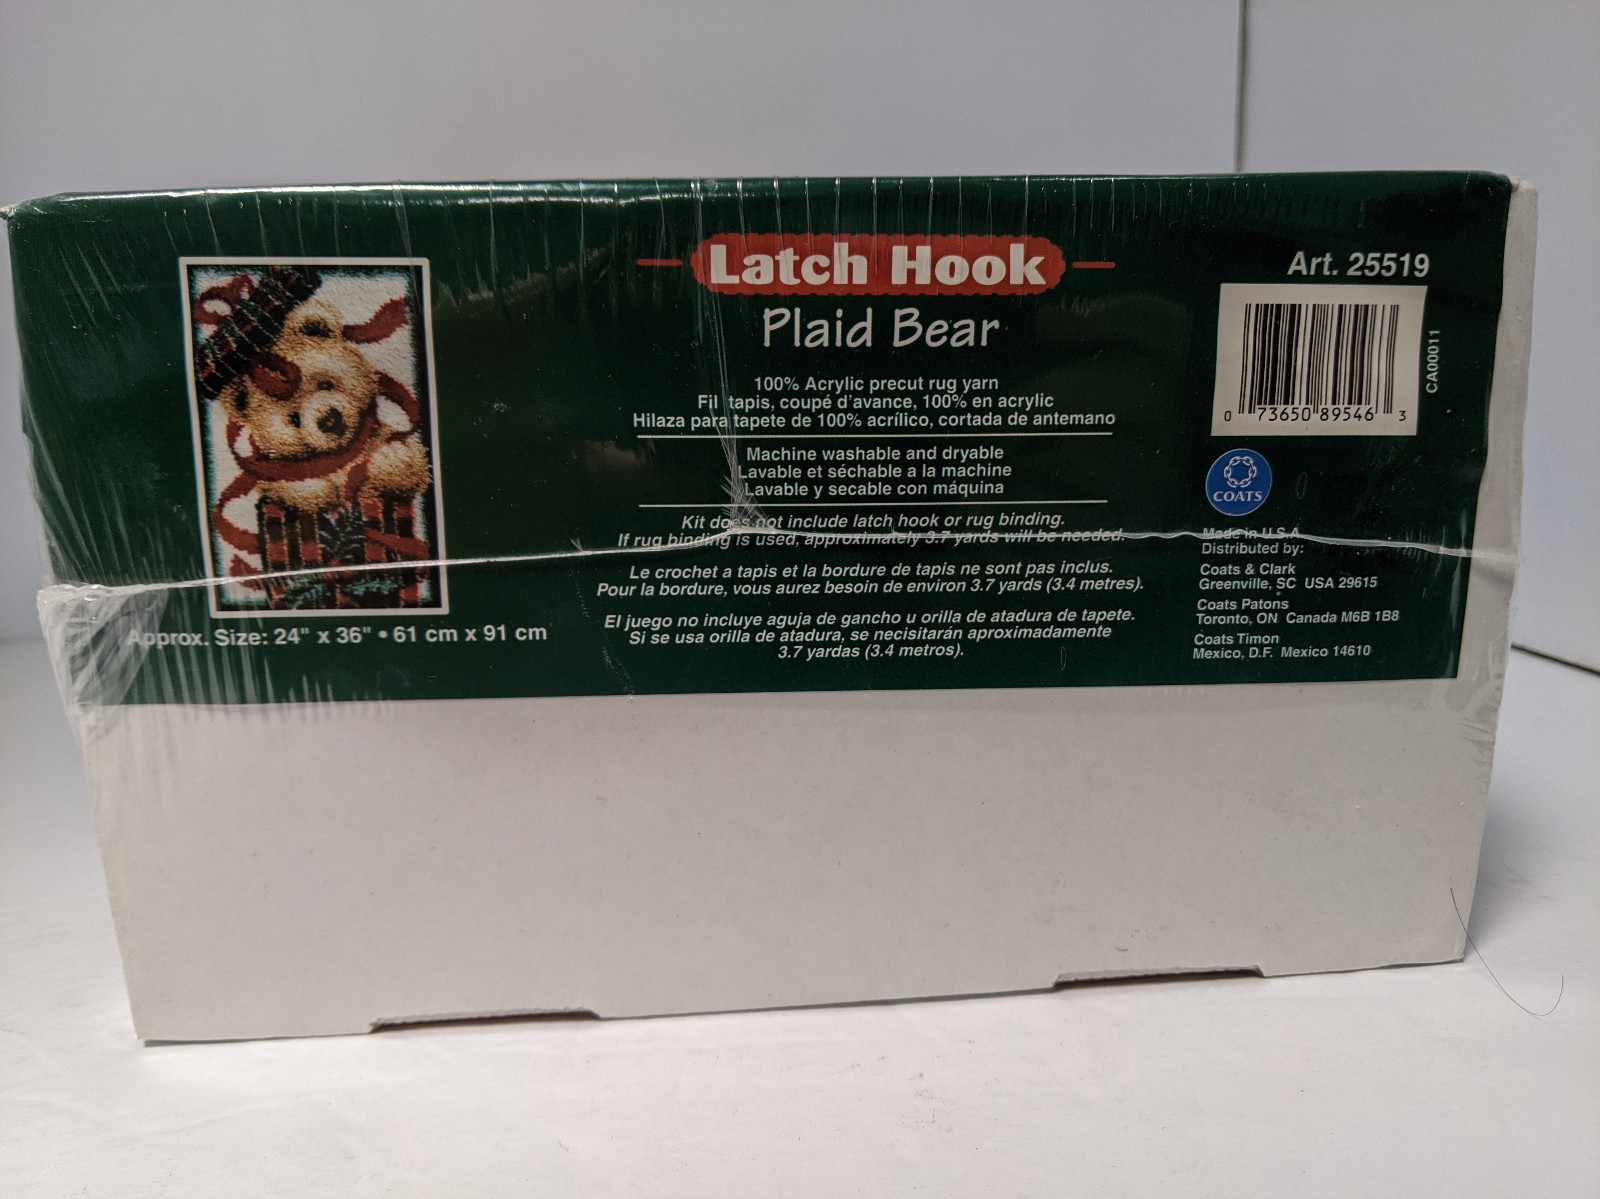 Latch Hook
Plaid Bear
100% Acrylic precut rug yarn
Fil tapis, coupé d'avance, 100% en acrylic
Hilaza para tapete de 100% acrílico, cortada de antemano
Machine washable and dryable
Lavable et séchable a la machine
Lavable y secable con máquina
Kit does not include latch hook or rug binding.
If rug binding is used, approximately 3.7 yards will be needed.
Le crochet a tapis et la bordure de tapis ne sont pas inclus.
Pour la bordure, vous aurez besoin de environ 3.7 yards (3.4 metres).
El juego no incluye aguja de gancho u orilla de atadura de tapete.
Si se usa orilla de atadura, se necisitarán aproximadamente
3.7 yardas (3.4 metros).
Approx. Size: 24" x 36" • 61 cm x 91 cm
Art. 25519
CA00011
0 73650 89546 3
COATS
Made in U.S.A.
Distributed by:
Coats & Clark
Greenville, SC USA 29615
Coats Patons
Toronto, ON Canada M6B 1B8
Coats Timon
Mexico, D.F. Mexico 14610